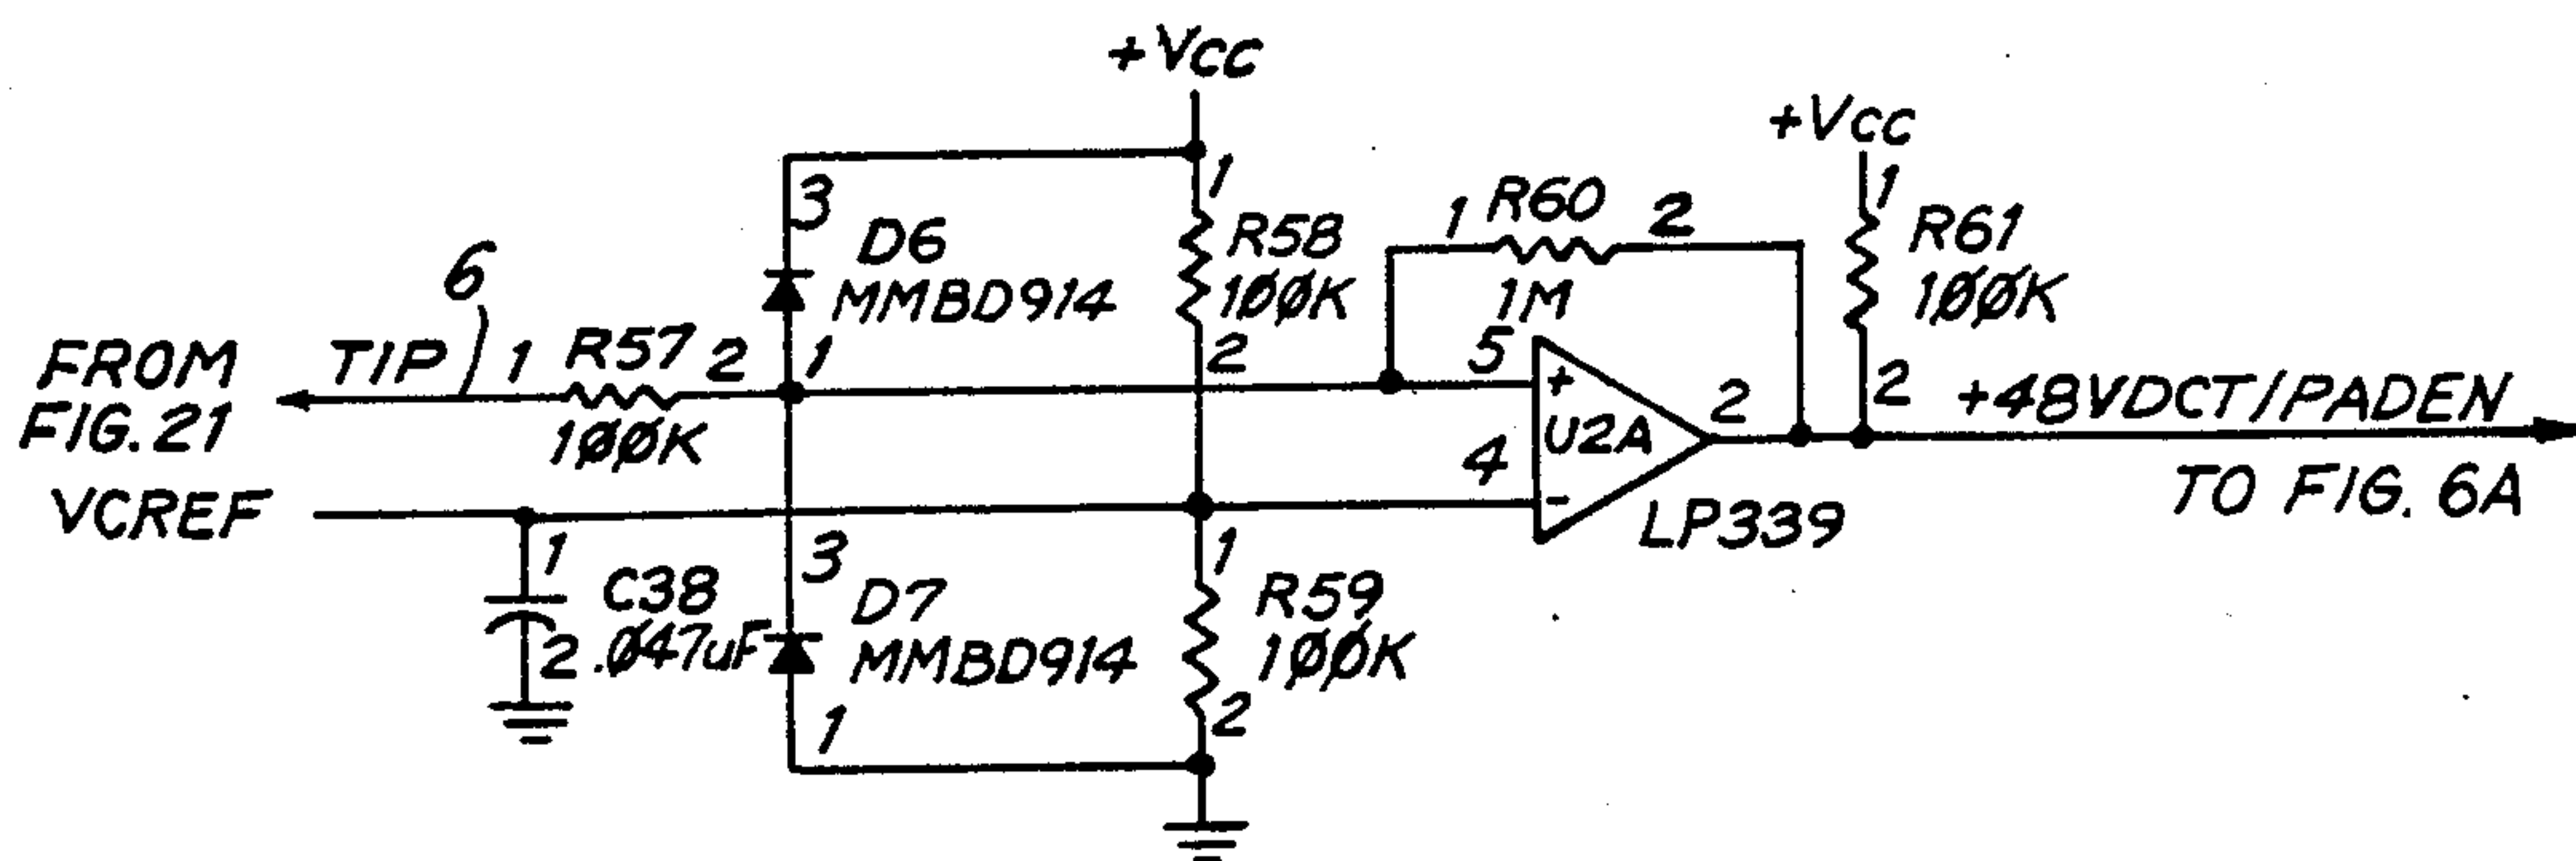 +VCC
+VCC
1
3
1
R60
1
2
R58
100K
R61
100K
D6
MMBD914
6
1M
FROM
FIG. 21
TIP
1
R57
2
1
2
5
100K
+
U2A
2
2
+48VDCT/PADEN
4
-
LP339
TO FIG. 6A
VCREF
1
3
1
C38
.047uF
2
D7
MMBD914
R59
100K
1
2